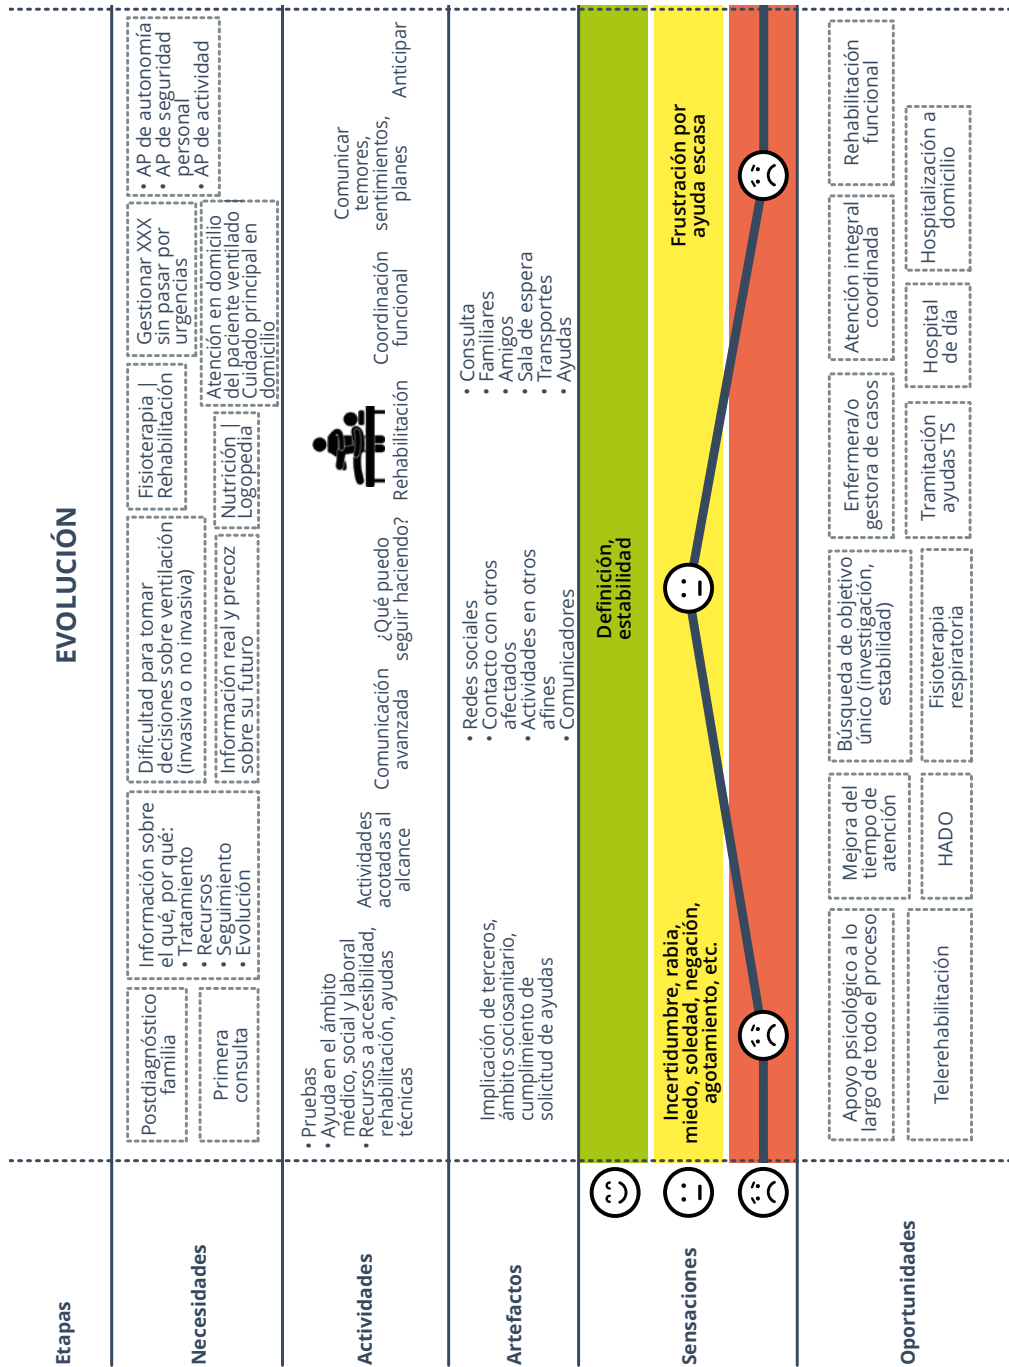 Etapas
EVOLUCIÓN
Necesidades
Postdiagnóstico
familia
Primera
consulta
Información sobre
el qué, por qué:
• Tratamiento
• Recursos
• Seguimiento
• Evolución
Dificultad para tomar
decisiones sobre ventilación
(invasiva o no invasiva)
Información real y precoz
sobre su futuro
Fisioterapia |
Rehabilitación
Nutrición |
Logopedia
Gestionar XXX
sin pasar por
urgencias
Atención en domicilio
del paciente ventilado |
Cuidado principal en
domicilio
• AP de autonomía
• AP de seguridad
personal
• AP de actividad
Actividades
• Pruebas
• Ayuda en el ámbito
médico, social y laboral
• Recursos a accesibilidad,
rehabilitación, ayudas
técnicas
Actividades
acotadas al
alcance
Comunicación
avanzada
¿Qué puedo
seguir haciendo?
Rehabilitación
Coordinación
funcional
Comunicar
temores,
sentimientos,
planes
Anticipar
Artefactos
Implicación de terceros,
ámbito sociosanitario,
cumplimiento de
solicitud de ayudas
• Redes sociales
• Contacto con otros
afectados
• Actividades en otros
afines
• Comunicadores
• Consulta
• Familiares
• Amigos
• Sala de espera
• Transportes
• Ayudas
Sensaciones
Incertidumbre, rabia,
miedo, soledad, negación,
agotamiento, etc.
Definición,
estabilidad
Frustración por
ayuda escasa
Oportunidades
Apoyo psicológico a lo
largo de todo el proceso
Telerehabilitación
Mejora del
tiempo de
atención
HADO
Búsqueda de objetivo
único (investigación,
estabilidad)
Fisioterapia
respiratoria
Enfermera/o
gestora de casos
Tramitación
ayudas TS
Atención integral
coordinada
Hospital
de día
Rehabilitación
funcional
Hospitalización a
domicilio